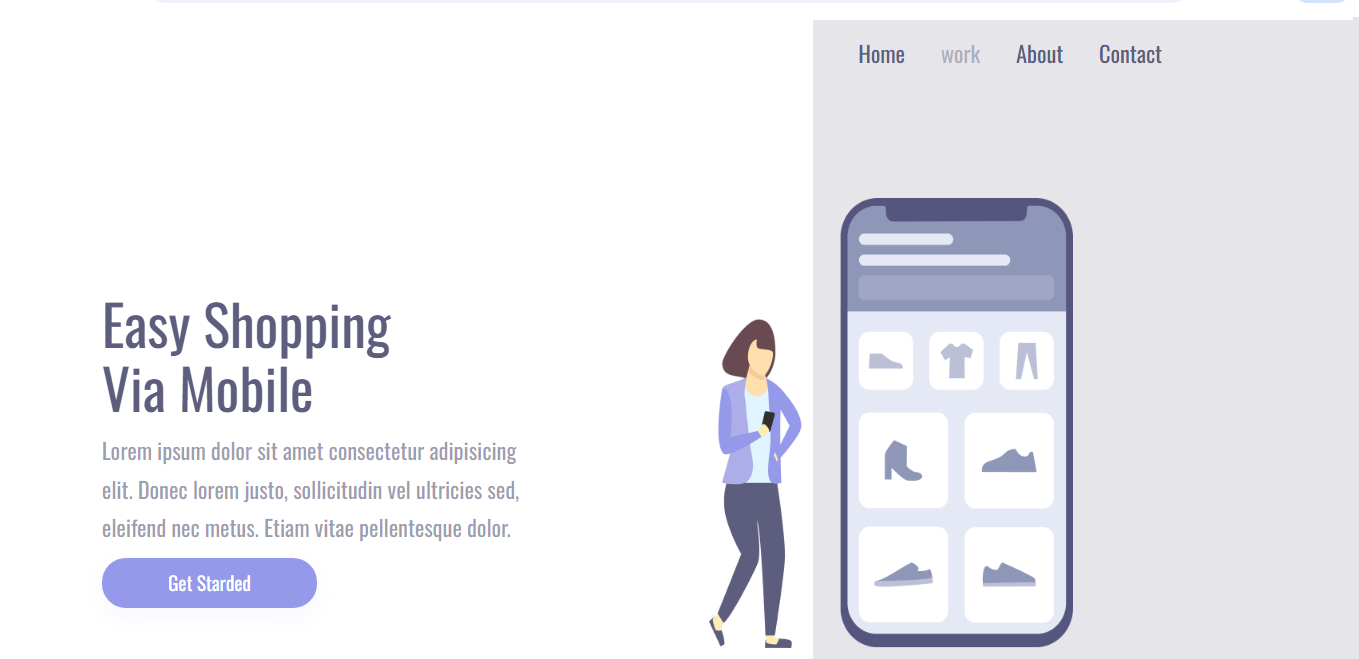 Home work About Contact
Easy Shopping
Via Mobile
Lorem ipsum dolor sit amet consectetur adipisicing
elit. Donec lorem justo, sollicitudin vel ultricies sed,
eleifend nec metus. Etiam vitae pellentesque dolor.
Get Starded